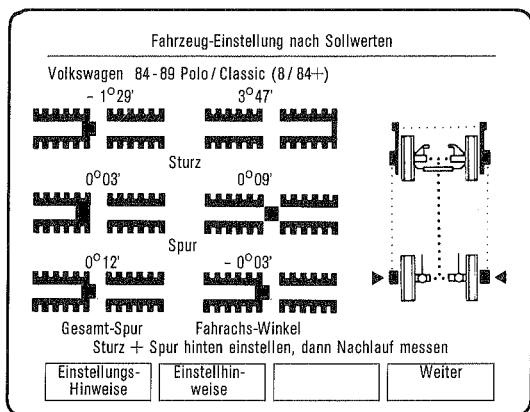 Fahrzeug-Einstellung nach Sollwerten
Volkswagen 84-89 Polo/Classic (8/84+)
- 1°29' 3°47'
Sturz
0°03' 0°09'
Spur
0°12' - 0°03'
Gesamt-Spur Fahrachs-Winkel
Sturz + Spur hinten einstellen, dann Nachlauf messen
Einstellungs- Einstellhin- Weiter
Hinweise weise